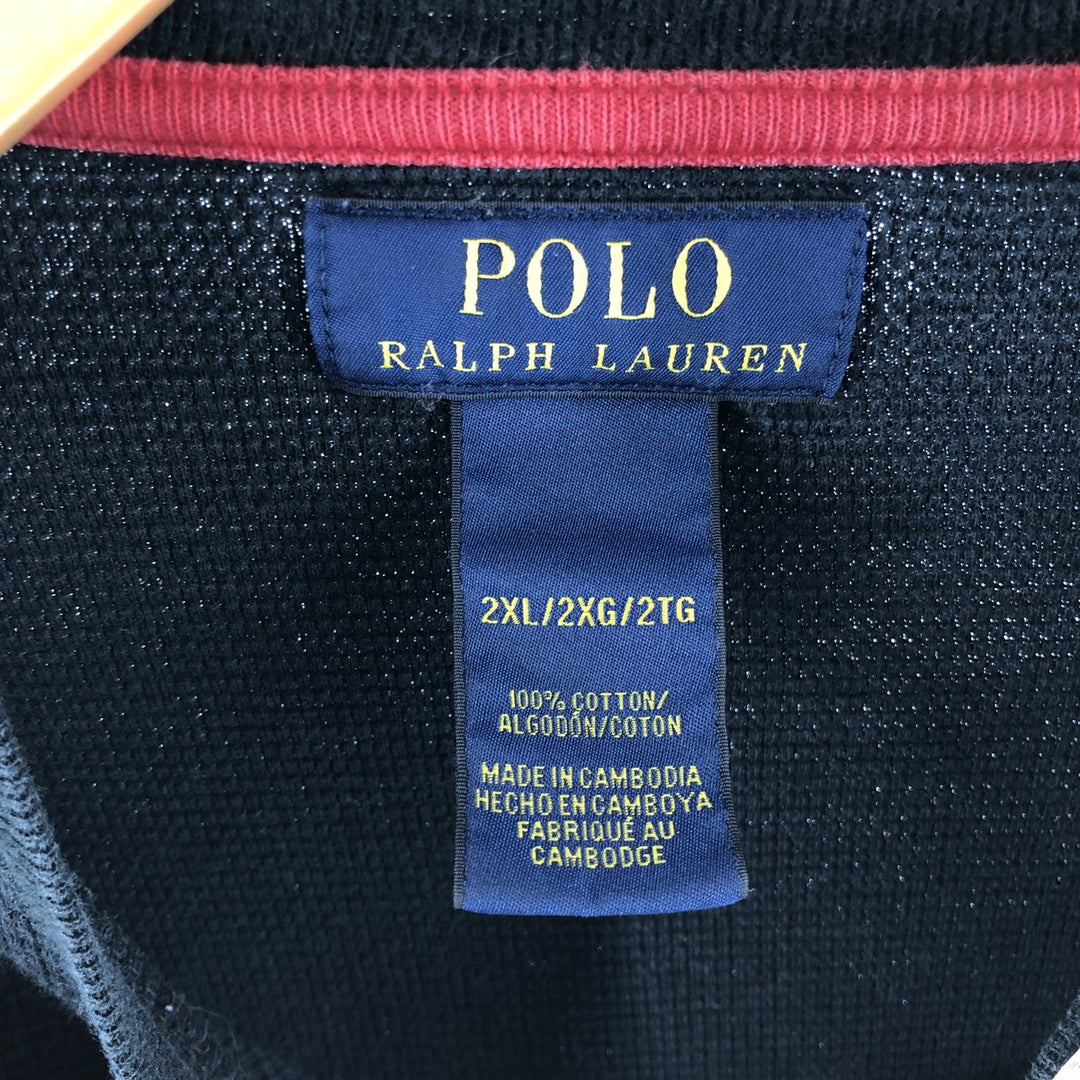 POLO
RALPH LAUREN
2XL/2XG/2TG
100% COTTON/
ALGODÓN/COTON
MADE IN CAMBODIA
HECHO EN CAMBOYA
FABRIQUÉ AU
CAMBODGE